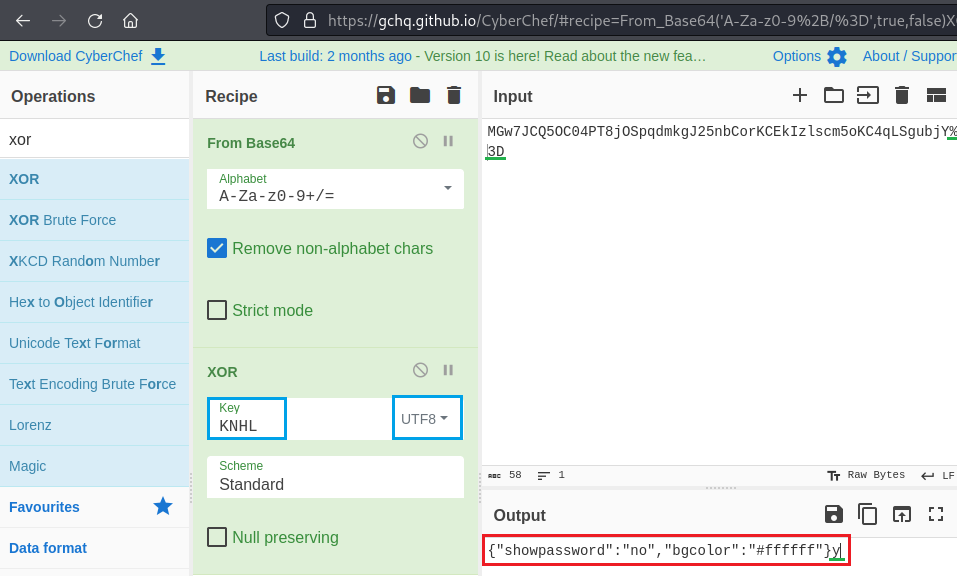 https://gchq.github.io/CyberChef/#recipe=From_Base64('A-Za-z0-9%2B/%3D',true,false)X
Download CyberChef
Last build: 2 months ago - Version 10 is here! Read about the new fea…
Options
About / Suppor
Operations
xor
XOR
XOR Brute Force
XKCD Random Number
Hex to Object Identifier
Unicode Text Format
Text Encoding Brute Force
Lorenz
Magic
Favourites
Data format
Recipe
From Base64
Alphabet
A-Za-z0-9+/=
Remove non-alphabet chars
Strict mode
XOR
Key
KNHL
UTF8
Scheme
Standard
Null preserving
Input
MGw7JCQ5OC04PT8jOSpqdmkgJ25nbCorKCEkIzlscm5oKC4qLSgubjY%
3D
ABC 58
1
Tт Raw Bytes
LF
Output
{"showpassword":"no","bgcolor":"#ffffff"}y